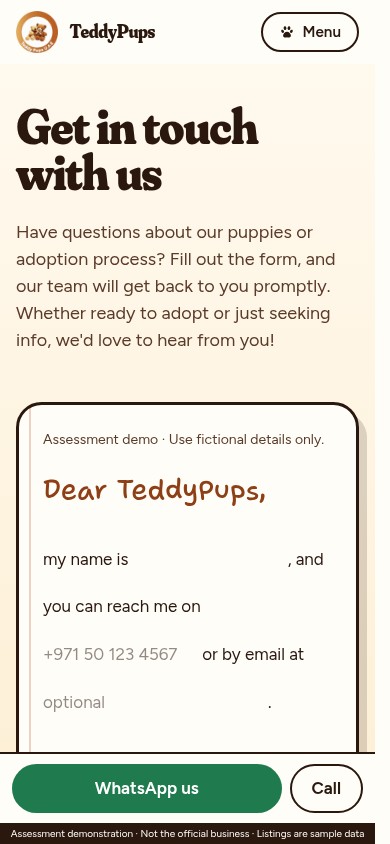 TeddyPups
Menu
Get in touch
with us
Have questions about our puppies or
adoption process? Fill out the form, and
our team will get back to you promptly.
Whether ready to adopt or just seeking
info, we'd love to hear from you!
Assessment demo · Use fictional details only.
Dear TeddyPups,
my name is , and
you can reach me on
+971 50 123 4567 or by email at
optional .
WhatsApp us
Call
Assessment demonstration · Not the official business · Listings are sample data